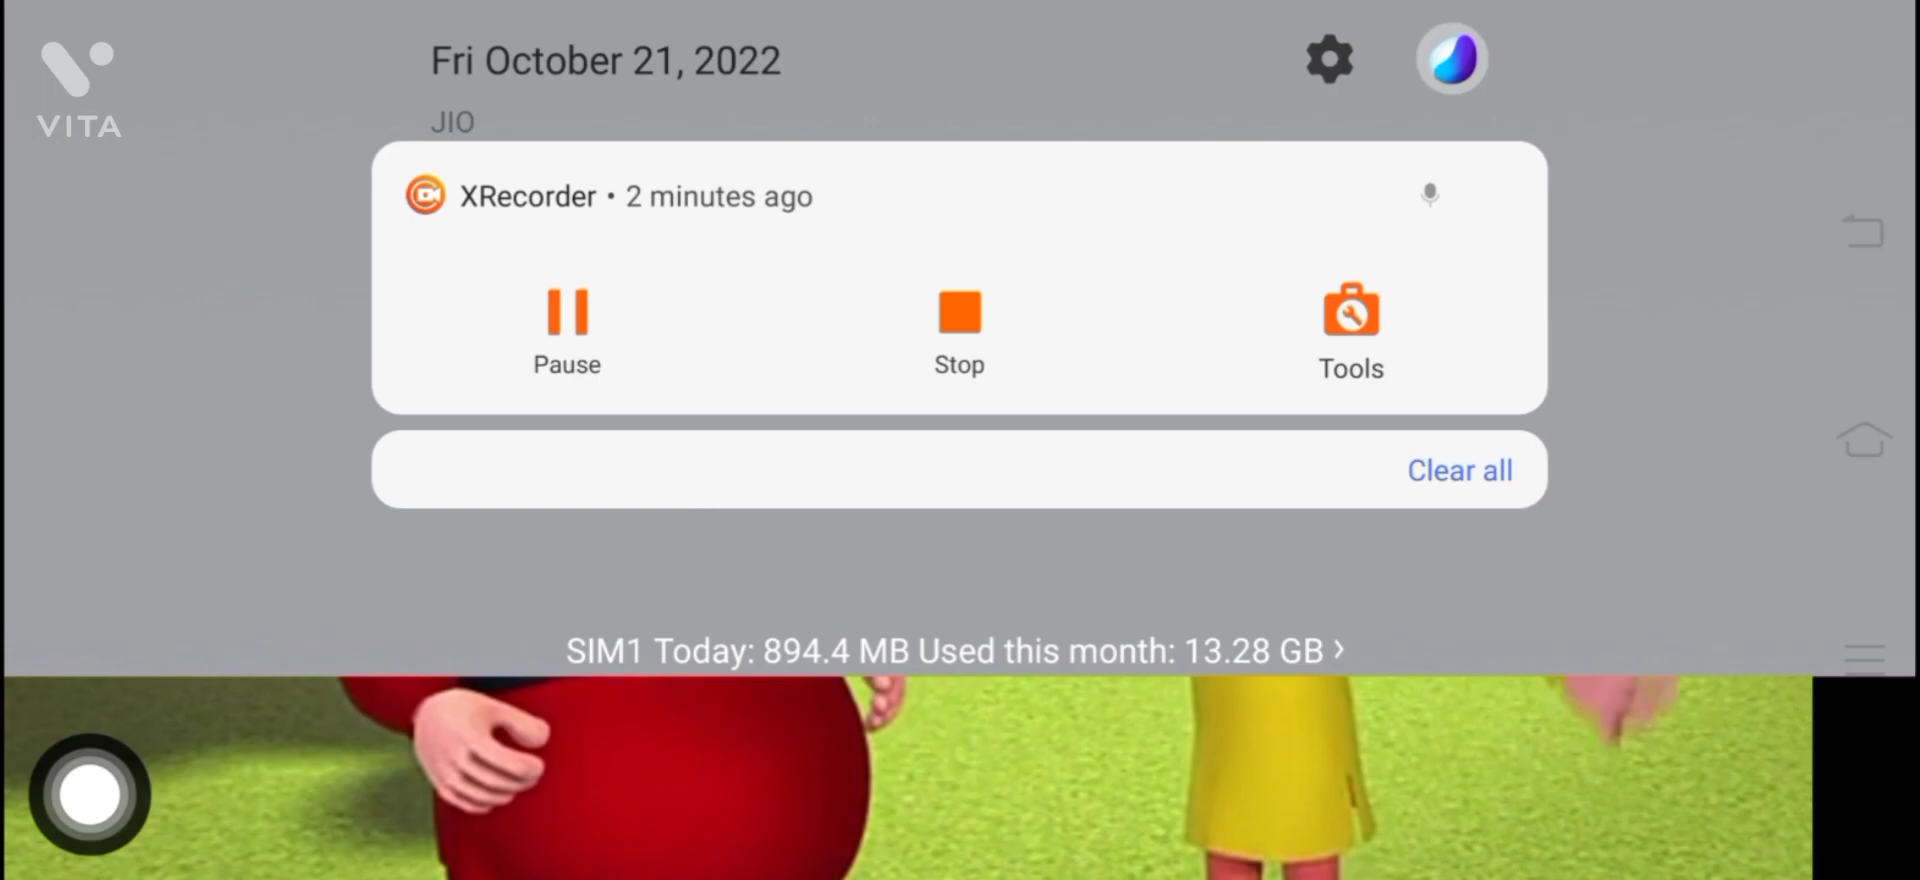 VITA
Fri October 21, 2022
JIO
XRecorder • 2 minutes ago
Pause
Stop
Tools
Clear all
SIM1 Today: 894.4 MB Used this month: 13.28 GB ›